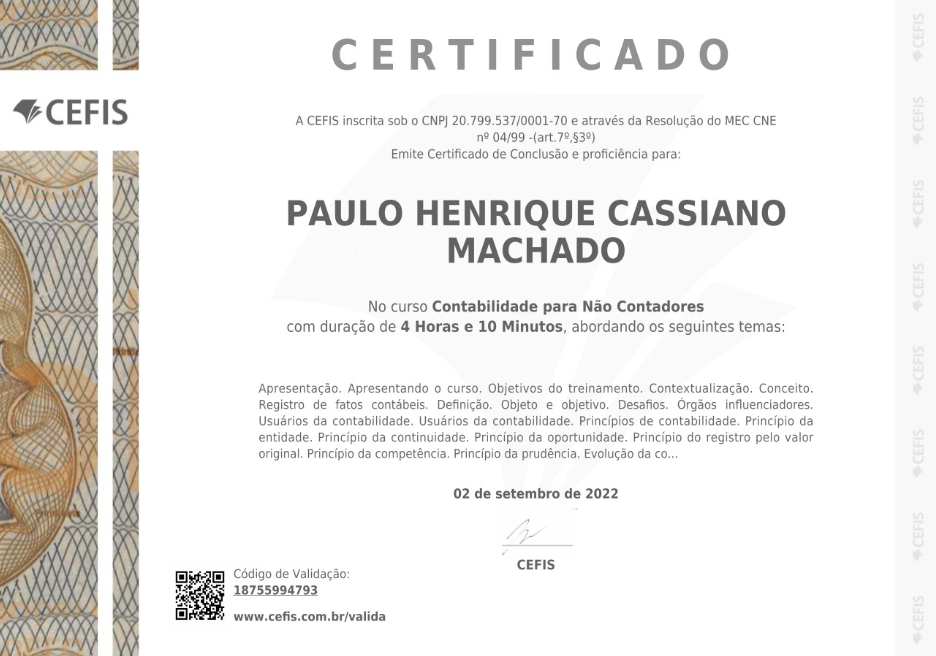 CERTIFICADO
CEFIS
A CEFIS inscrita sob o CNPJ 20.799.537/0001-70 e através da Resolução do MEC CNE
nº 04/99 -(art.7º,§3º)
Emite Certificado de Conclusão e proficiência para:
PAULO HENRIQUE CASSIANO
MACHADO
No curso Contabilidade para Não Contadores
com duração de 4 Horas e 10 Minutos, abordando os seguintes temas:
Apresentação. Apresentando o curso. Objetivos do treinamento. Contextualização. Conceito.
Registro de fatos contábeis. Definição. Objeto e objetivo. Desafios. Órgãos influenciadores.
Usuários da contabilidade. Usuários da contabilidade. Princípios de contabilidade. Princípio da
entidade. Princípio da continuidade. Princípio da oportunidade. Princípio do registro pelo valor
original. Princípio da competência. Princípio da prudência. Evolução da co...
02 de setembro de 2022
CEFIS
Código de Validação:
18755994793
www.cefis.com.br/valida
CEFIS
CEFIS
CEFIS
CEFIS
CEFIS
CEFIS
CEFIS
CEFIS